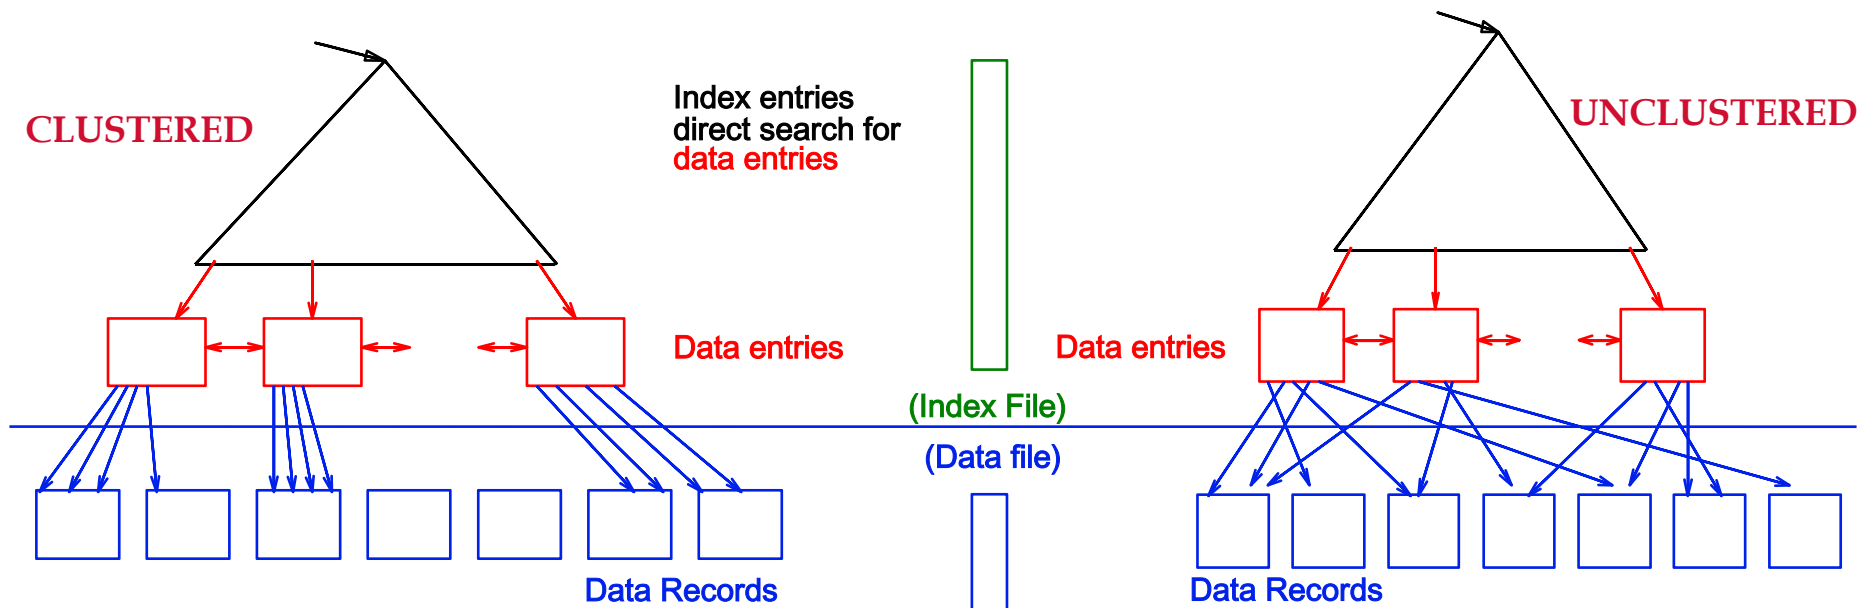 CLUSTERED
Index entries
direct search for
data entries
UNCLUSTERED
Data entries
Data entries
(Index File)
(Data file)
Data Records
Data Records